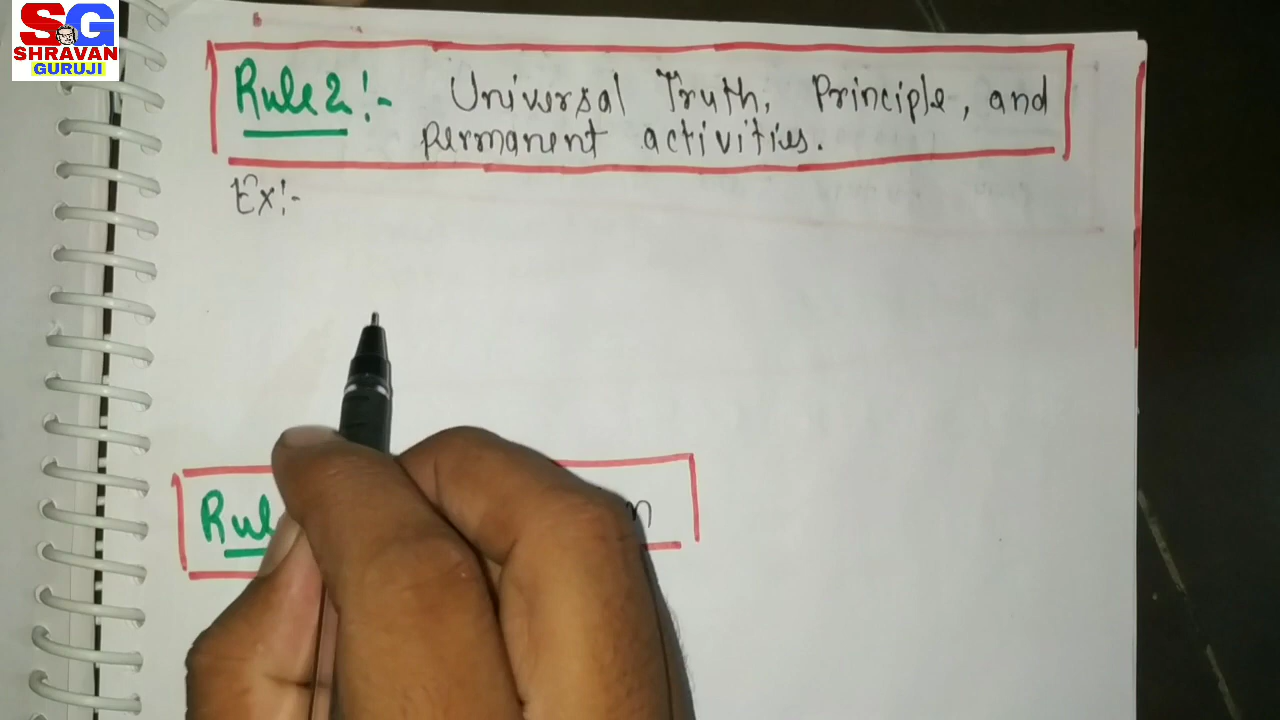 SG
SHRAVAN
GURUJI
Rule 2:- Universal Truth, Principle, and
permanent activities.
Ex:-